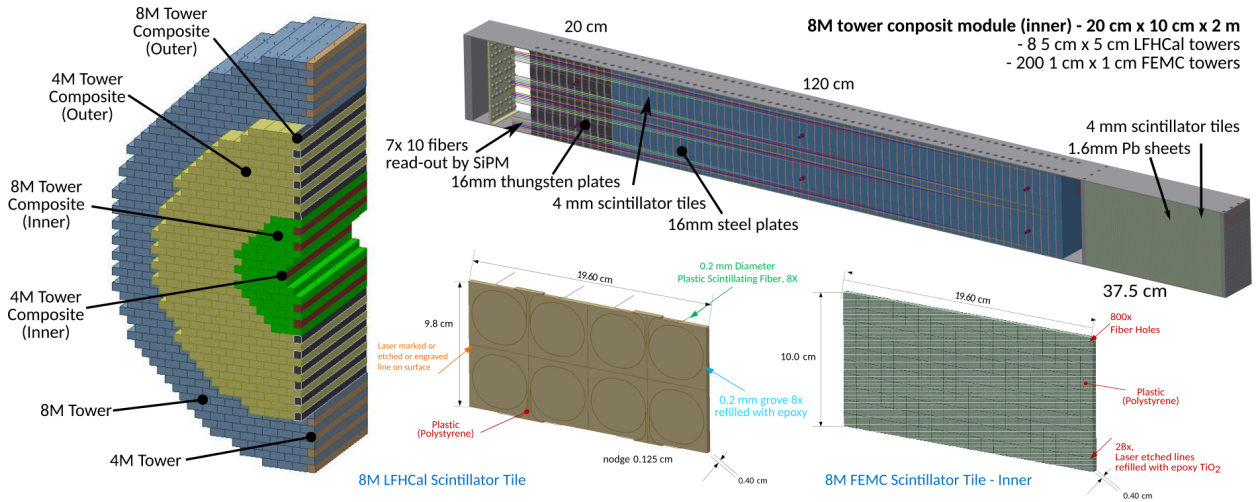 8M Tower
Composite
(Outer)
4M Tower
Composite
(Outer)
8M Tower
Composite
(Inner)
4M Tower
Composite
(Inner)
8M Tower
4M Tower
8M tower conposit module (inner) - 20 cm x 10 cm x 2 m
- 8 5 cm x 5 cm LFHCal towers
- 200 1 cm x 1 cm FEMC towers
20 cm
120 cm
37.5 cm
7x 10 fibers
read-out by SiPM
16mm thungsten plates
4 mm scintillator tiles
16mm steel plates
4 mm scintillator tiles
1.6mm Pb sheets
19.60 cm
9.8 cm
0.2 mm Diameter
Plastic Scintillating Fiber, 8X
Laser marked or
etched or engraved
line on surface
Plastic
(Polystyrene)
0.2 mm grove 8x
refilled with epoxy
nodge 0.125 cm
0.40 cm
8M LFHCal Scintillator Tile
19.60 cm
10.0 cm
800x
Fiber Holes
Plastic
(Polystyrene)
28x,
Laser etched lines
refilled with epoxy TiO2
0.40 cm
8M FEMC Scintillator Tile - Inner